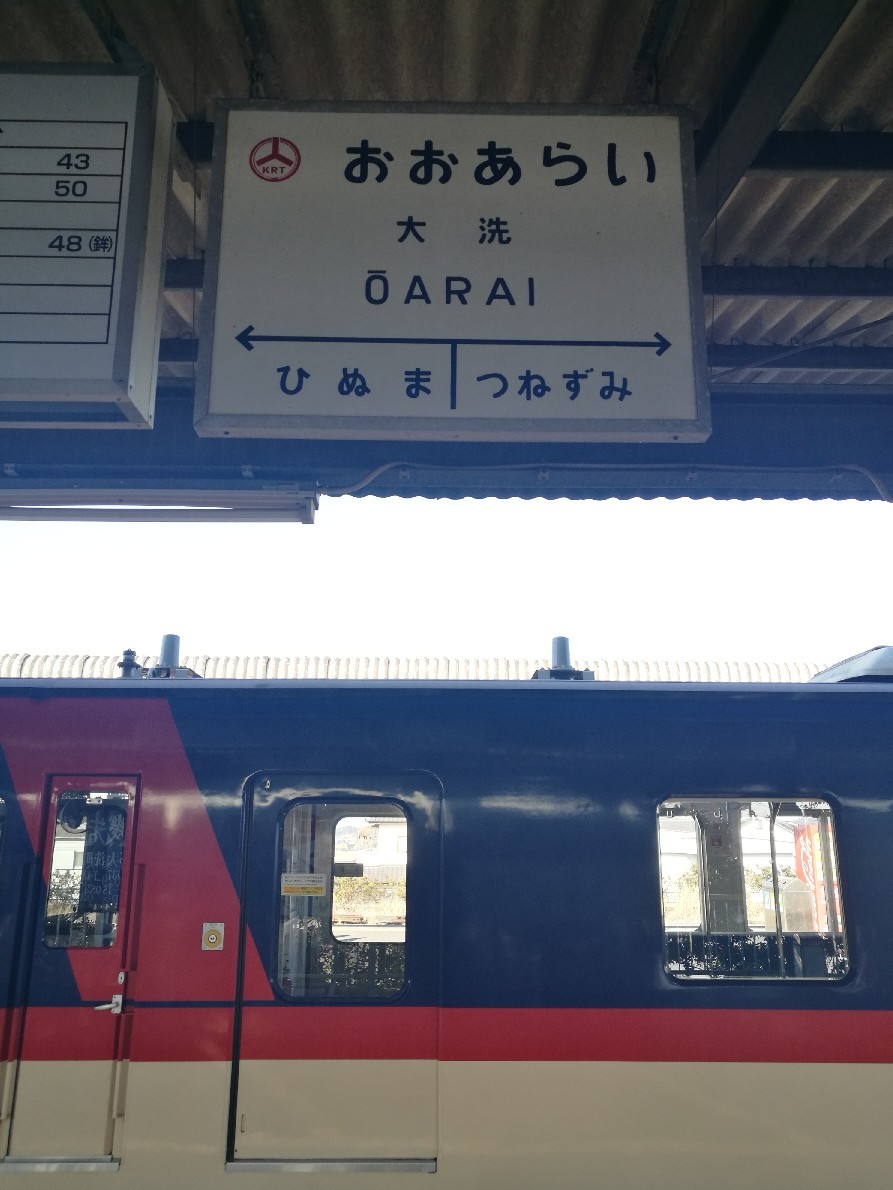 43
50
48(鉾)
KRT
おおあらい
大洗
ŌARAI
ひぬま つねずみ